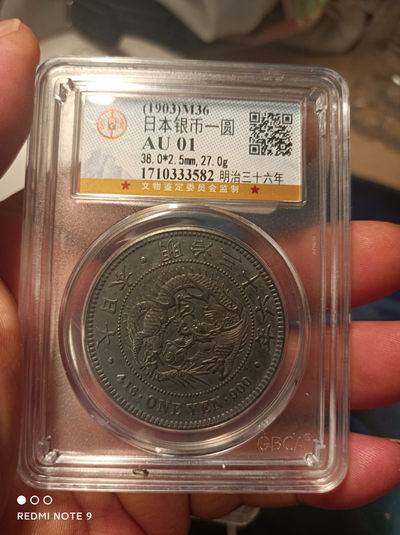 (1903)M36
日本银币一圆
AU 01
38.0*2.5mm, 27.0g
1710333582 明治三十六年
★ 文物鉴定委员会监制 ★
大日本・明治三十六年
・416・ONE YEN・900・
GBCA®
REDMI NOTE 9